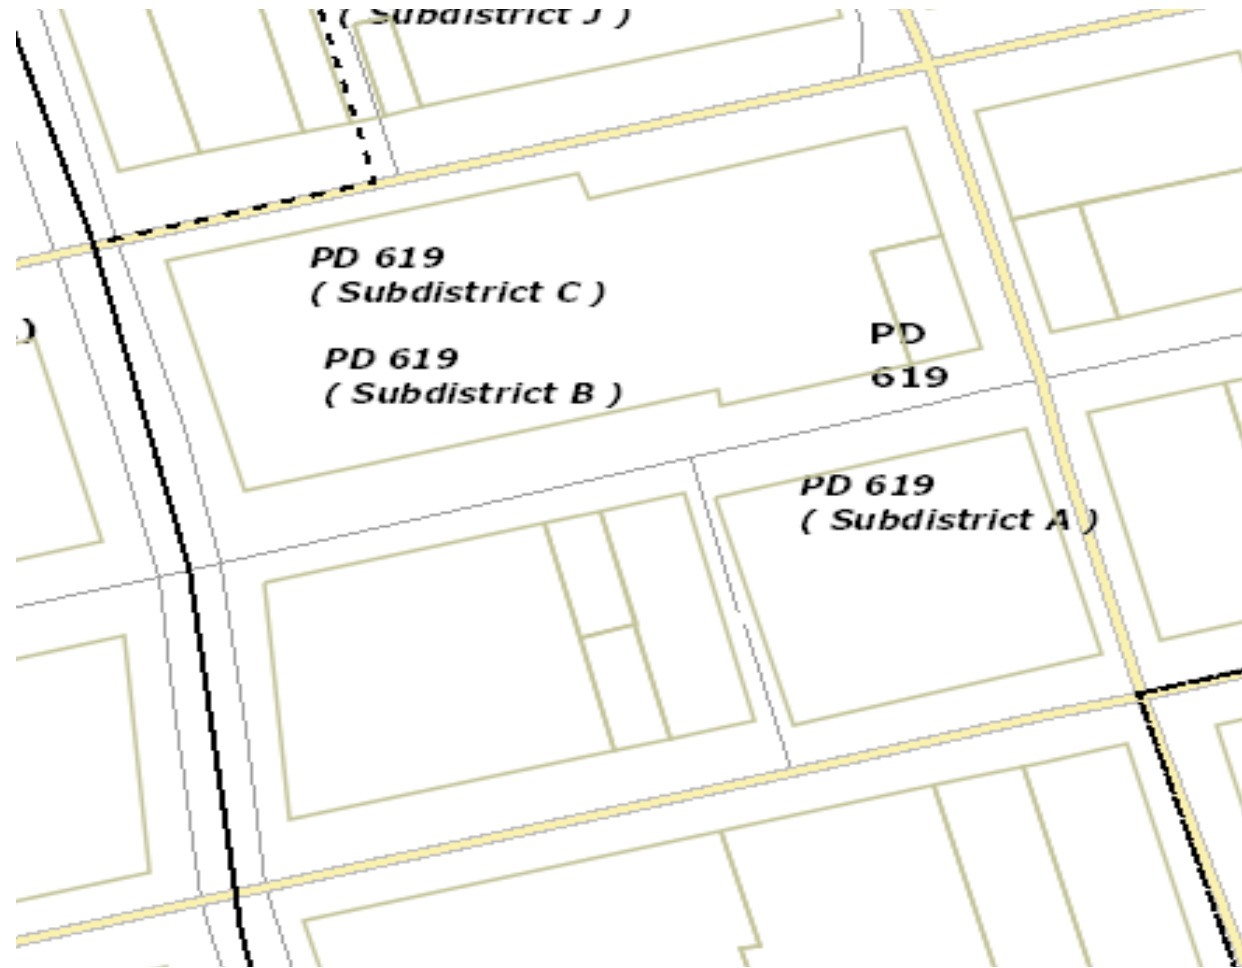 ( Subdistrict J )
PD 619
( Subdistrict C )
PD 619
( Subdistrict B )
PD
619
PD 619
( Subdistrict A )